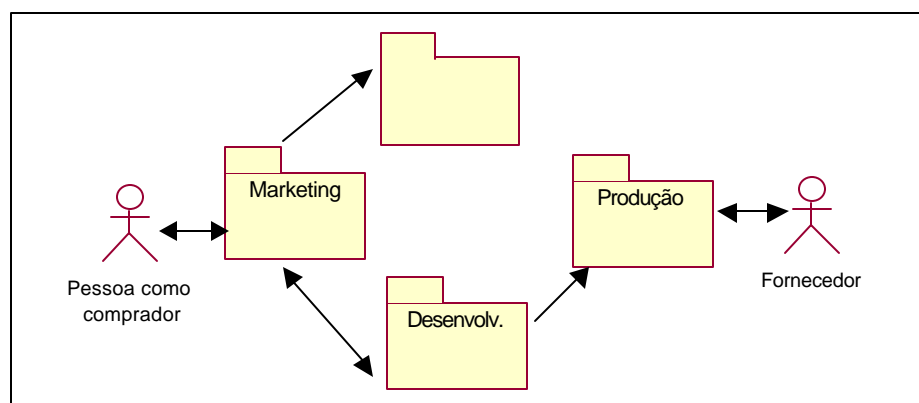 Marketing
Produção
Pessoa como
comprador
Fornecedor
Desenvolv.